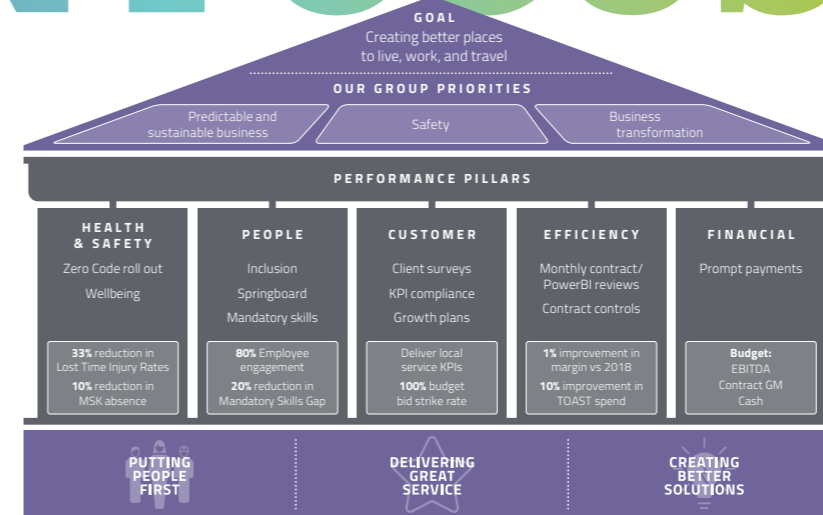 GOAL
Creating better places
to live, work, and travel
OUR GROUP PRIORITIES
Predictable and
sustainable business
Safety
Business
transformation
PERFORMANCE PILLARS
HEALTH
& SAFETY
Zero Code roll out
Wellbeing
33% reduction in
Lost Time Injury Rates
10% reduction in
MSK absence
PEOPLE
Inclusion
Springboard
Mandatory skills
80% Employee
engagement
20% reduction in
Mandatory Skills Gap
CUSTOMER
Client surveys
KPI compliance
Growth plans
Deliver local
service KPIs
100% budget
bid strike rate
EFFICIENCY
Monthly contract/
PowerBI reviews
Contract controls
1% improvement in
margin vs 2018
10% improvement in
TOAST spend
FINANCIAL
Prompt payments
Budget:
EBITDA
Contract GM
Cash
PUTTING
PEOPLE
FIRST
DELIVERING
GREAT
SERVICE
CREATING
BETTER
SOLUTIONS